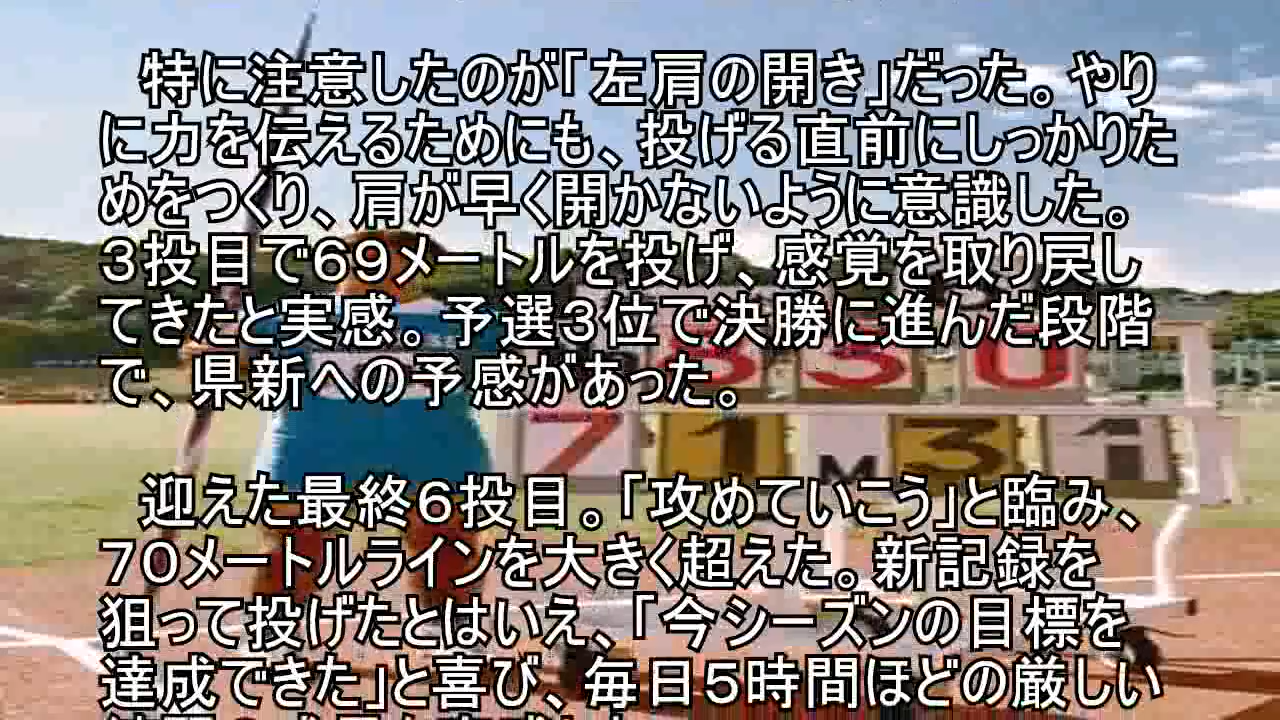 特に注意したのが「左肩の開き」だった。やり
に力を伝えるためにも、投げる直前にしっかりた
めをつくり、肩が早く開かないように意識した。
３投目で６９メートルを投げ、感覚を取り戻し
てきたと実感。予選３位で決勝に進んだ段階
で、県新への予感があった。
830
71M31
迎えた最終６投目。「攻めていこう」と臨み、
７０メートルラインを大きく超えた。新記録を
狙って投げたとはいえ、「今シーズンの目標を
達成できた」と喜び、毎日５時間ほどの厳しい